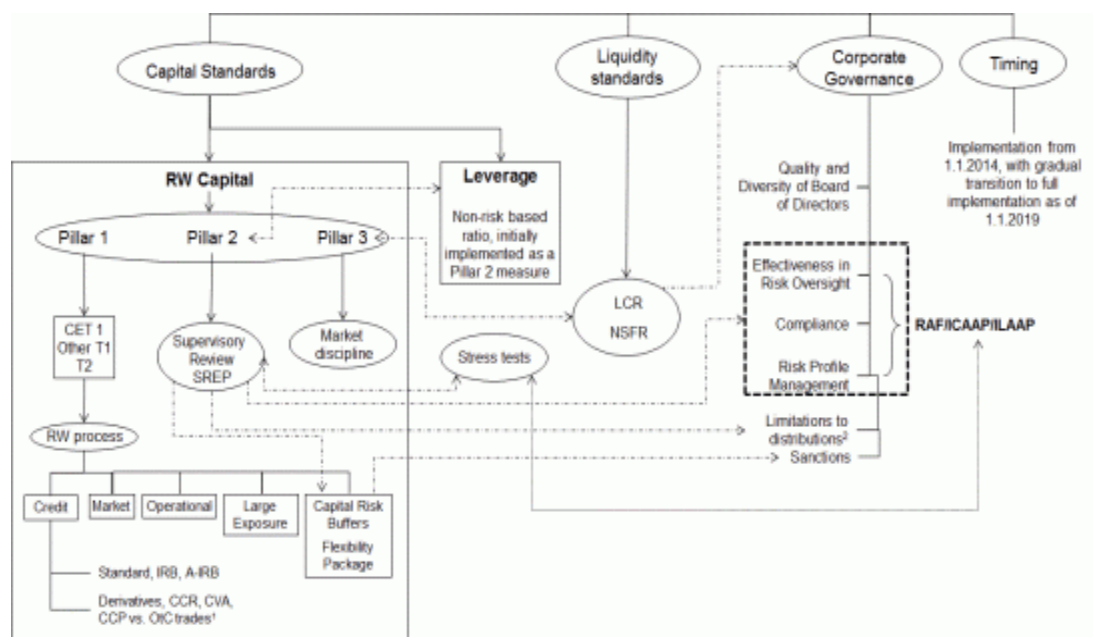 Capital Standards
Liquidity
standards
Corporate
Governance
Timing
Implementation from
1.1.2014, with gradual
transition to full
implementation as of
1.1.2019
RW Capital
Pillar 1
Pillar 2
Pillar 3
Leverage
Non-risk based
ratio, initially
implemented as a
Pillar 2 measure
Quality and
Diversity of Board
of Directors
Effectiveness in
Risk Oversight
Compliance
Risk Profile
Management
RAF/ICAAP/ILAAP
Limitations to
distributions²
Sanctions
LCR
NSFR
CET 1
Other T1
T2
Supervisory
Review
SREP
Market
discipline
Stress tests
RW process
Credit
Market
Operational
Large
Exposure
Capital Risk
Buffers
Flexibility
Package
Standard, IRB, A-IRB
Derivatives, CCR, CVA,
CCP vs. OtC trades¹